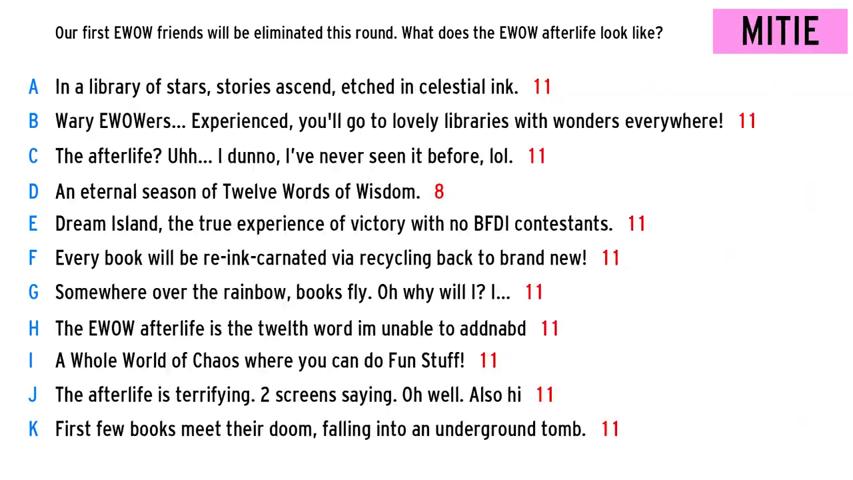 Our first EWOW friends will be eliminated this round. What does the EWOW afterlife look like?
MITIE
A In a library of stars, stories ascend, etched in celestial ink. 11
B Wary EWOWers... Experienced, you'll go to lovely libraries with wonders everywhere! 11
C The afterlife? Uhh... I dunno, I've never seen it before, lol. 11
D An eternal season of Twelve Words of Wisdom. 8
E Dream Island, the true experience of victory with no BFDI contestants. 11
F Every book will be re-ink-carnated via recycling back to brand new! 11
G Somewhere over the rainbow, books fly. Oh why will I? I... 11
H The EWOW afterlife is the twelth word im unable to addnabd 11
I A Whole World of Chaos where you can do Fun Stuff! 11
J The afterlife is terrifying. 2 screens saying. Oh well. Also hi 11
K First few books meet their doom, falling into an underground tomb. 11